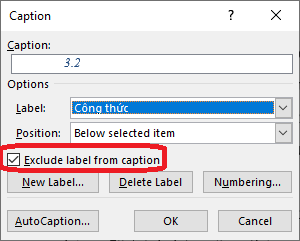 Caption
Caption:
3.2
Options
Label: Công thức
Position: Below selected item
Exclude label from caption
New Label... Delete Label Numbering...
AutoCaption... OK Cancel